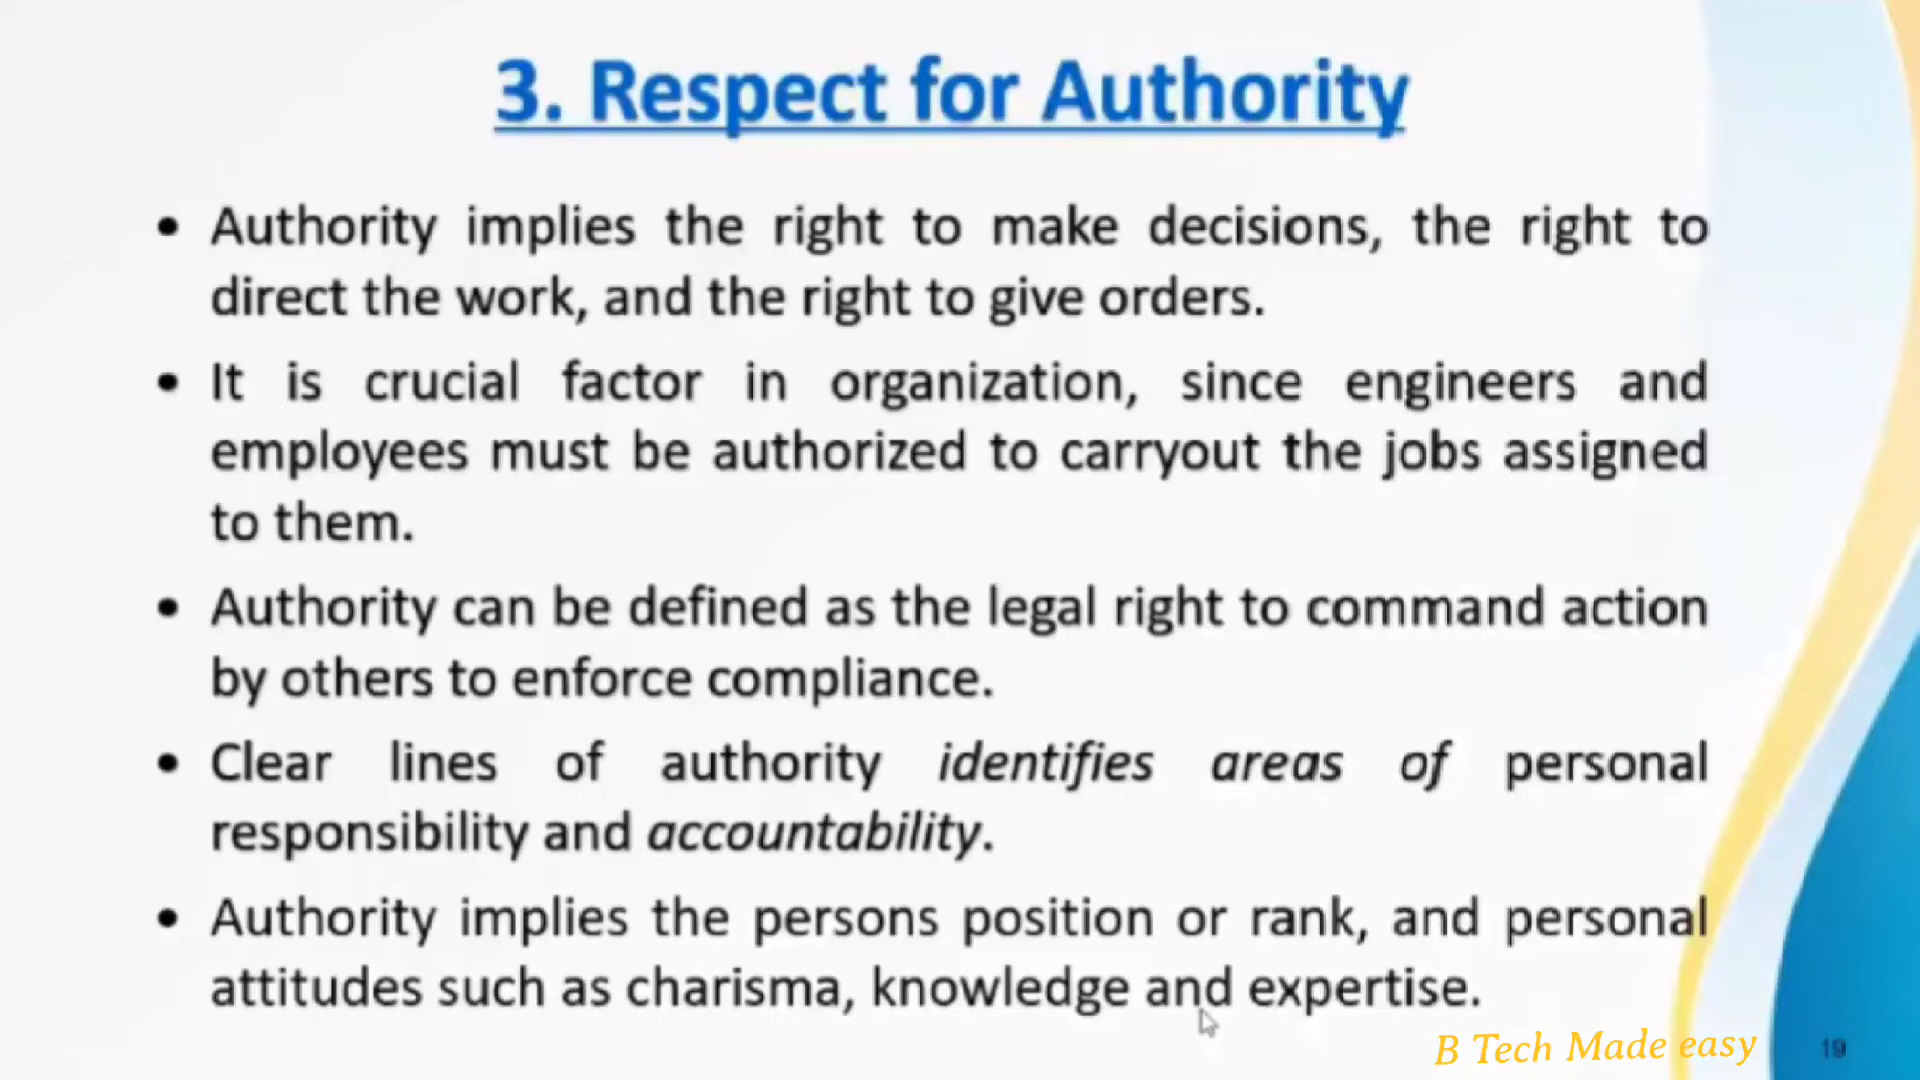 3. Respect for Authority
• Authority implies the right to make decisions, the right to
direct the work, and the right to give orders.
• It is crucial factor in organization, since engineers and
employees must be authorized to carryout the jobs assigned
to them.
• Authority can be defined as the legal right to command action
by others to enforce compliance.
• Clear lines of authority identifies areas of personal
responsibility and accountability.
• Authority implies the persons position or rank, and personal
attitudes such as charisma, knowledge and expertise.
B Tech Made easy
19